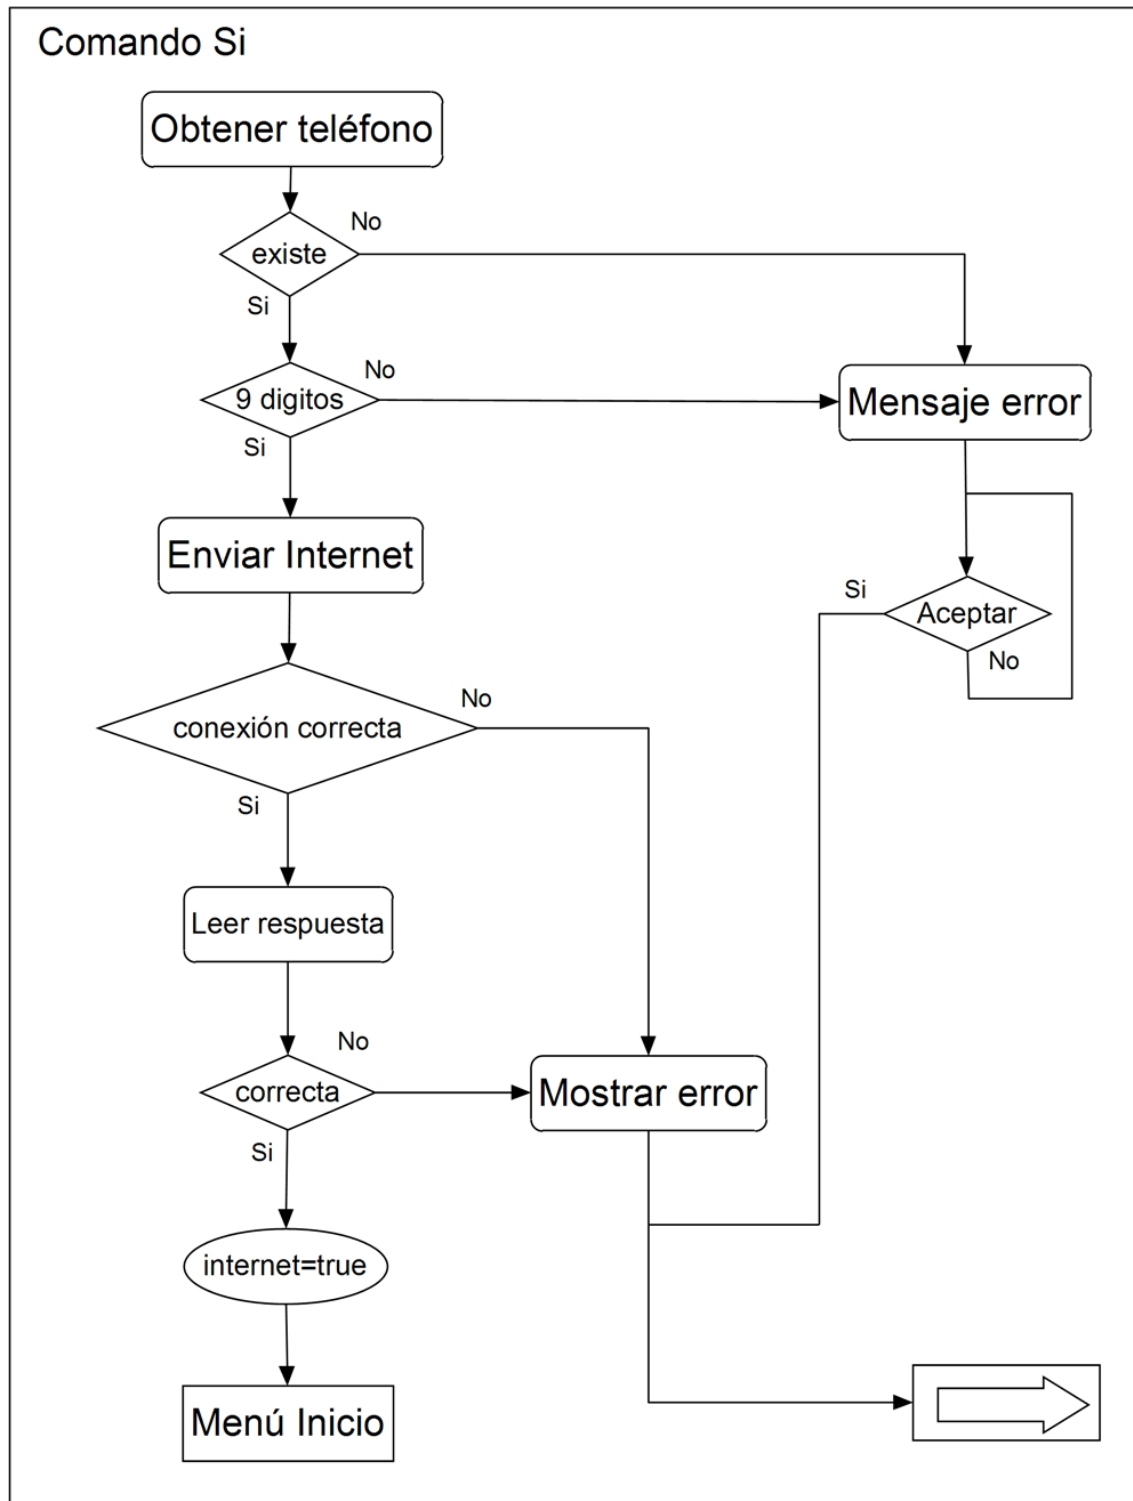 Comando Si
Obtener teléfono
No
existe
Si
No
9 digitos
Mensaje error
Si
Enviar Internet
Si
Aceptar
No
No
conexión correcta
Si
Leer respuesta
No
correcta
Mostrar error
Si
internet=true
Menú Inicio